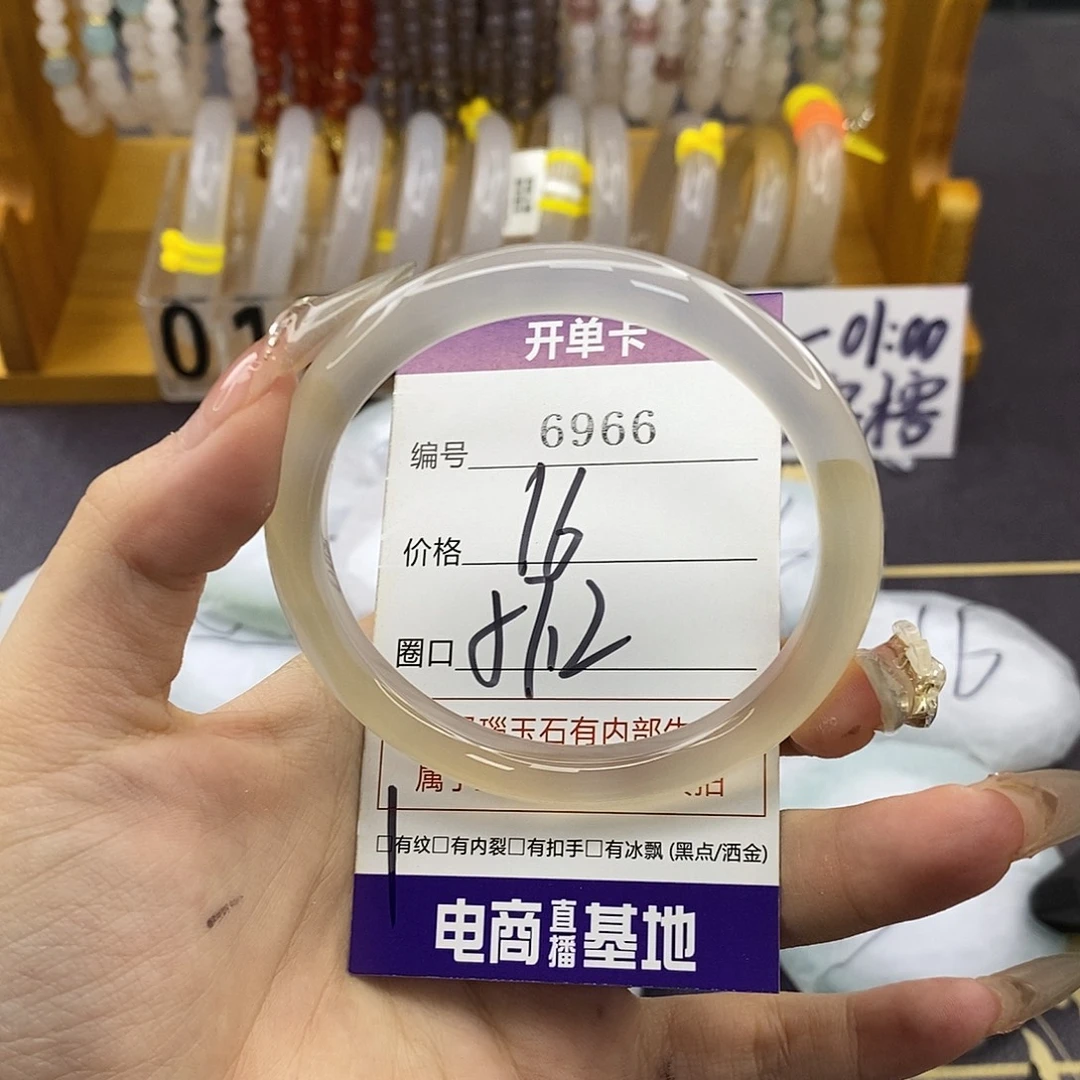 01
开单卡
01:00
编号 6966
价格 16
圈口
玉石有内部
属于
□有纹□有内裂□有扣手□有冰飘 (黑点/洒金)
电商直播基地